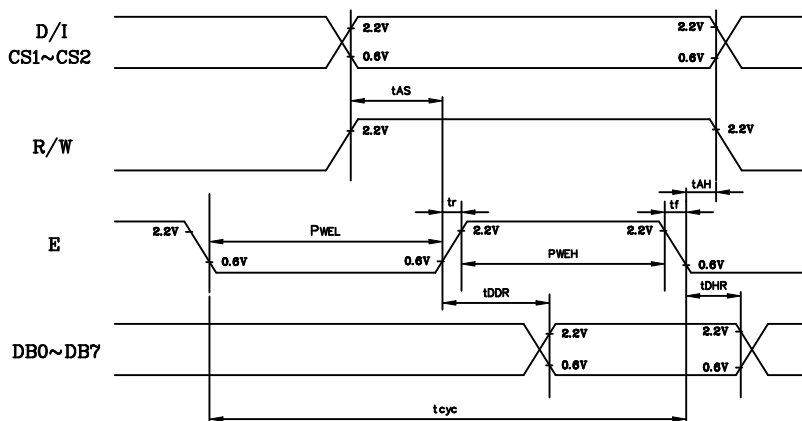 D/I
CS1~CS2
2.2V
0.6V
2.2V
0.6V
tAS
R/W
2.2V
2.2V
tAH
tr
tf
E
2.2V
0.6V
PWEL
0.6V
2.2V
PWEH
2.2V
0.6V
tDDR
tDHR
DB0~DB7
2.2V
0.6V
2.2V
0.6V
tcyc